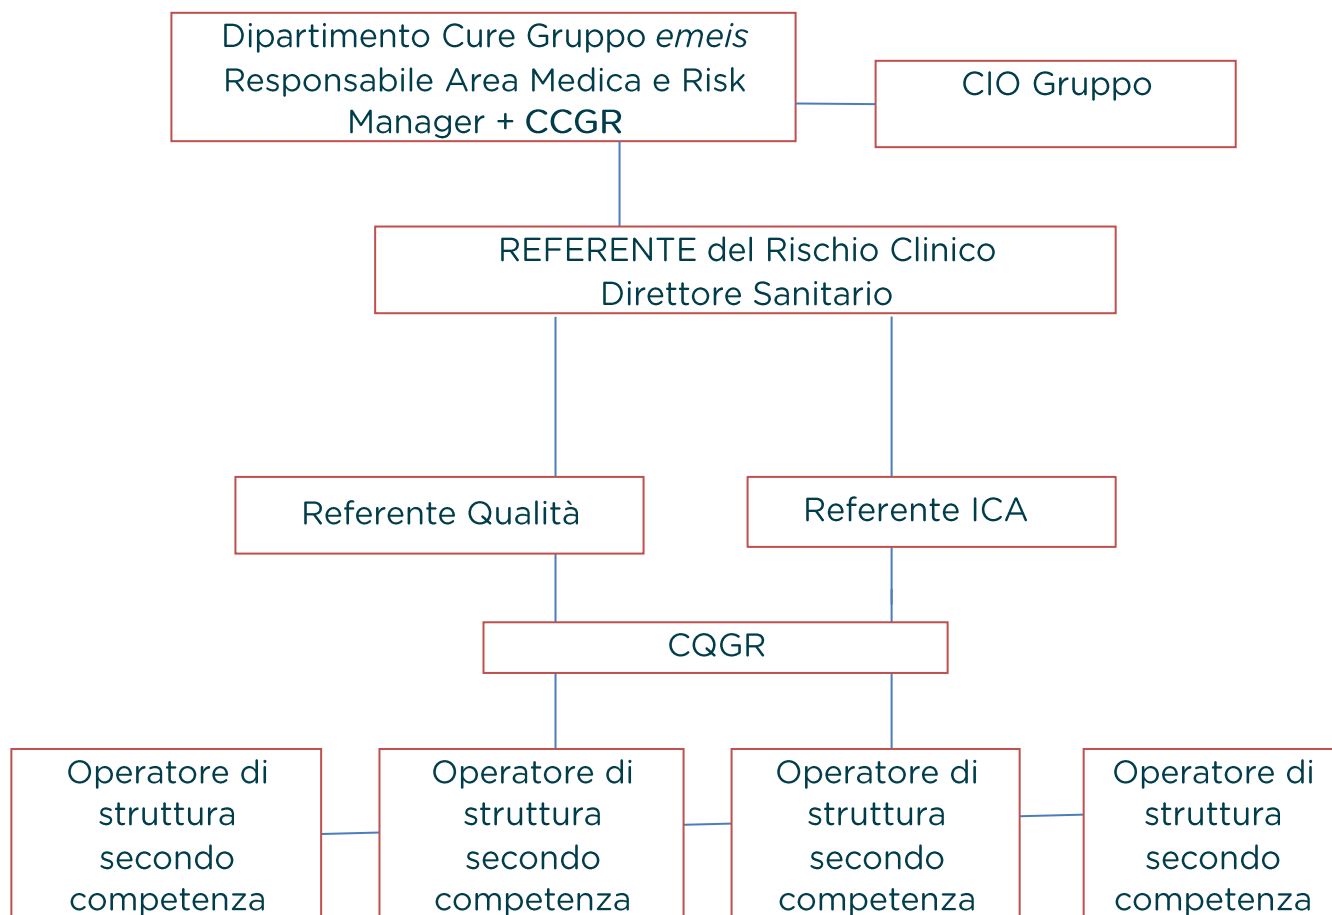 Dipartimento Cure Gruppo emeis
Responsabile Area Medica e Risk
Manager + CCGR
CIO Gruppo
REFERENTE del Rischio Clinico
Direttore Sanitario
Referente Qualità
Referente ICA
CQGR
Operatore di
struttura
secondo
competenza
Operatore di
struttura
secondo
competenza
Operatore di
struttura
secondo
competenza
Operatore di
struttura
secondo
competenza